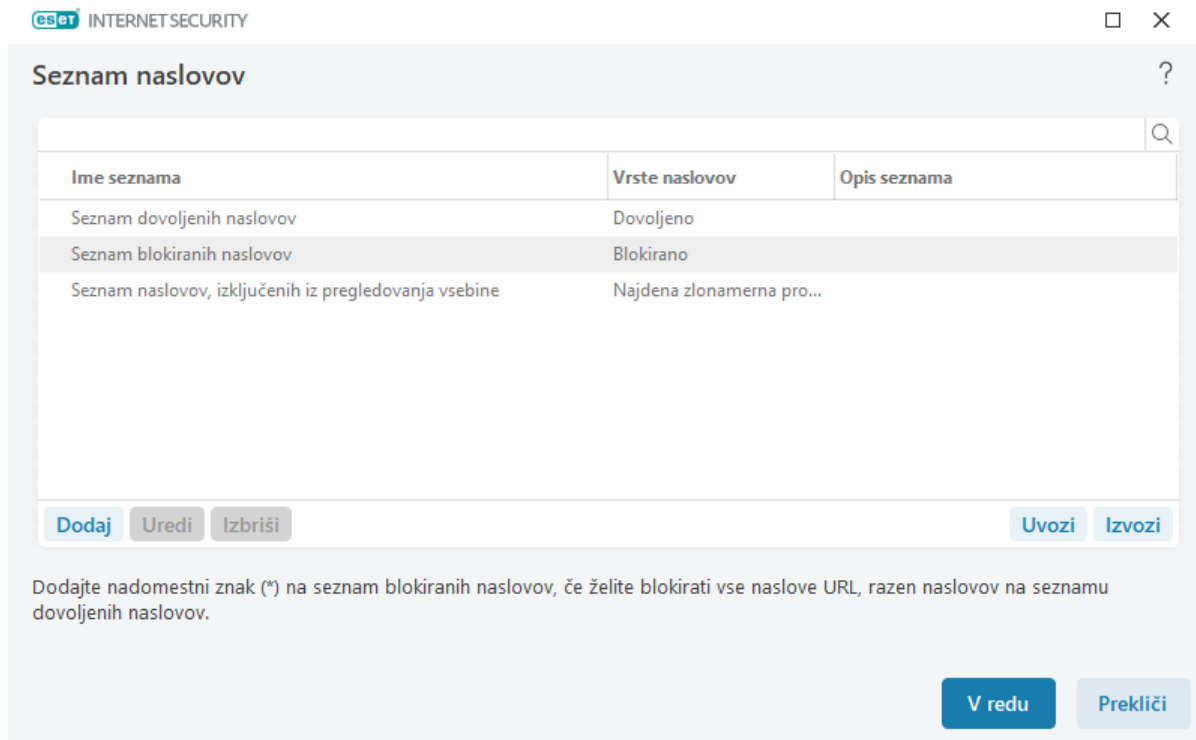 eset INTERNET SECURITY
Seznam naslovov
?
Ime seznama Vrste naslovov Opis seznama
Seznam dovoljenih naslovov Dovoljeno
Seznam blokiranih naslovov Blokirano
Seznam naslovov, izključenih iz pregledovanja vsebine Najdena zlonamerna pro...
Dodaj Uredi Izbriši Uvozi Izvozi
Dodajte nadomestni znak (*) na seznam blokiranih naslovov, če želite blokirati vse naslove URL, razen naslovov na seznamu
dovoljenih naslovov.
V redu Prekliči